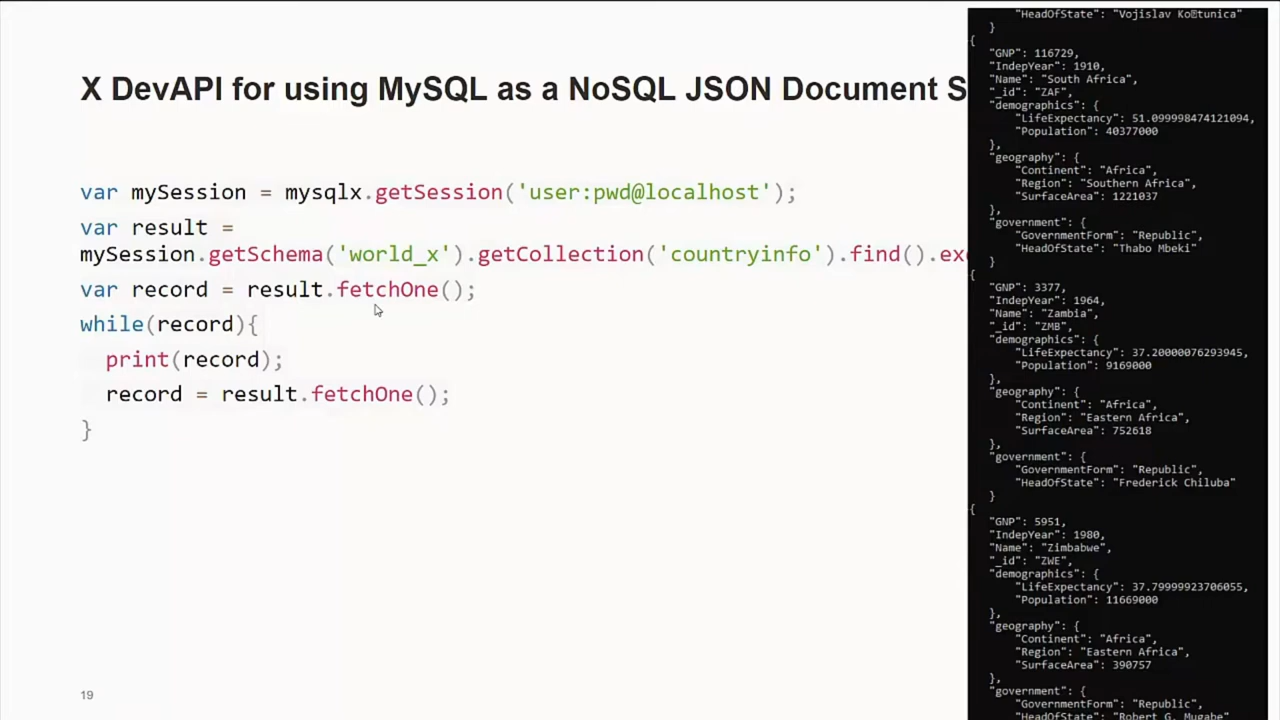 X DevAPI for using MySQL as a NoSQL JSON Document S
var mySession = mysqlx.getSession('user:pwd@localhost');
var result =
mySession.getSchema('world_x').getCollection('countryinfo').find().exe
var record = result.fetchOne();
while(record){
print(record);
record = result.fetchOne();
}
19
"HeadOfState": "Vojislav Ko⍰tunica"
}
{
"GNP": 116729,
"IndepYear": 1910,
"Name": "South Africa",
"_id": "ZAF",
"demographics": {
"LifeExpectancy": 51.099998474121094,
"Population": 40377000
},
"geography": {
"Continent": "Africa",
"Region": "Southern Africa",
"SurfaceArea": 1221037
},
"government": {
"GovernmentForm": "Republic",
"HeadOfState": "Thabo Mbeki"
}
{
"GNP": 3377,
"IndepYear": 1964,
"Name": "Zambia",
"_id": "ZMB",
"demographics": {
"LifeExpectancy": 37.20000076293945,
"Population": 9169000
},
"geography": {
"Continent": "Africa",
"Region": "Eastern Africa",
"SurfaceArea": 752618
},
"government": {
"GovernmentForm": "Republic",
"HeadOfState": "Frederick Chiluba"
}
{
"GNP": 5951,
"IndepYear": 1980,
"Name": "Zimbabwe",
"_id": "ZWE",
"demographics": {
"LifeExpectancy": 37.79999923706055,
"Population": 11669000
},
"geography": {
"Continent": "Africa",
"Region": "Eastern Africa",
"SurfaceArea": 390757
},
"government": {
"GovernmentForm": "Republic",
"HeadOfState": "Robert G. Mugabe"